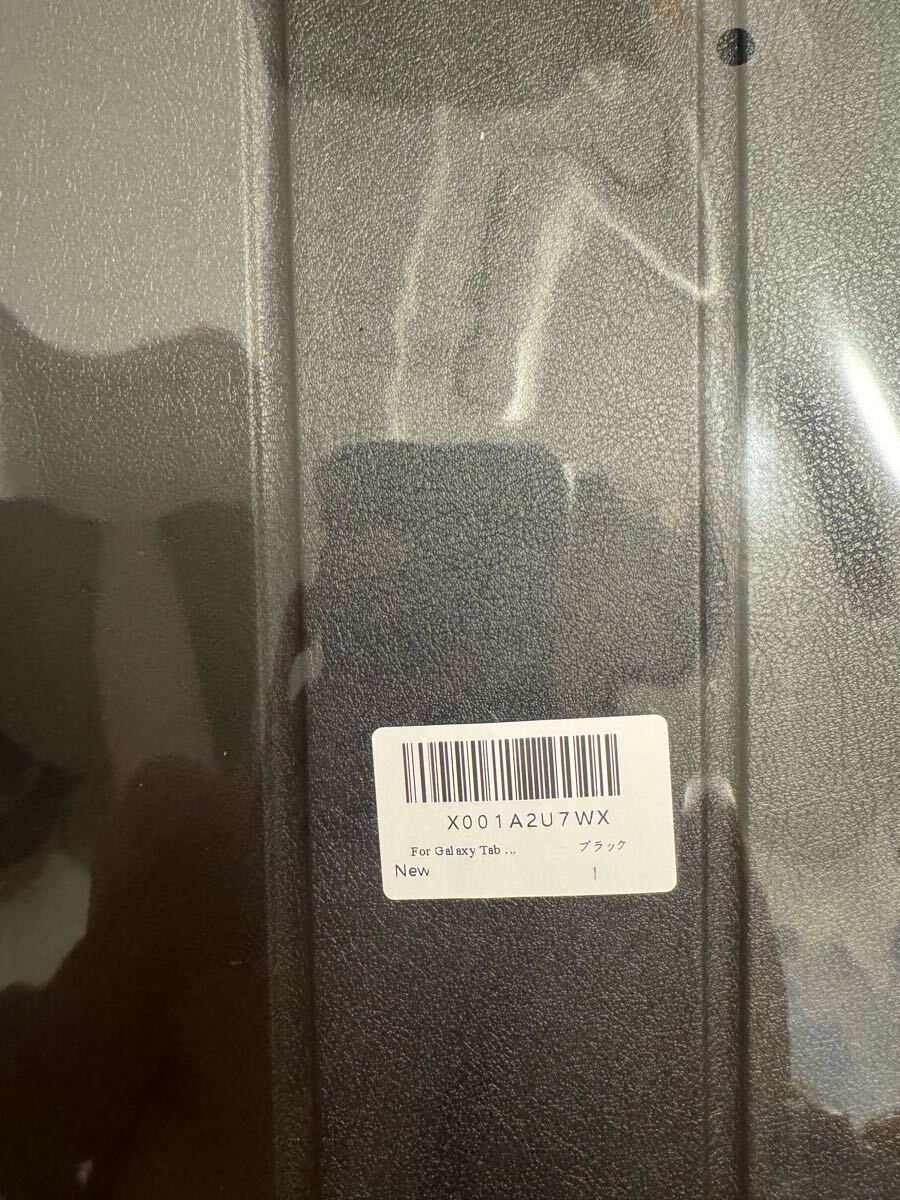 X001A2U7WX
For Galaxy Tab ... ブラック
New 1